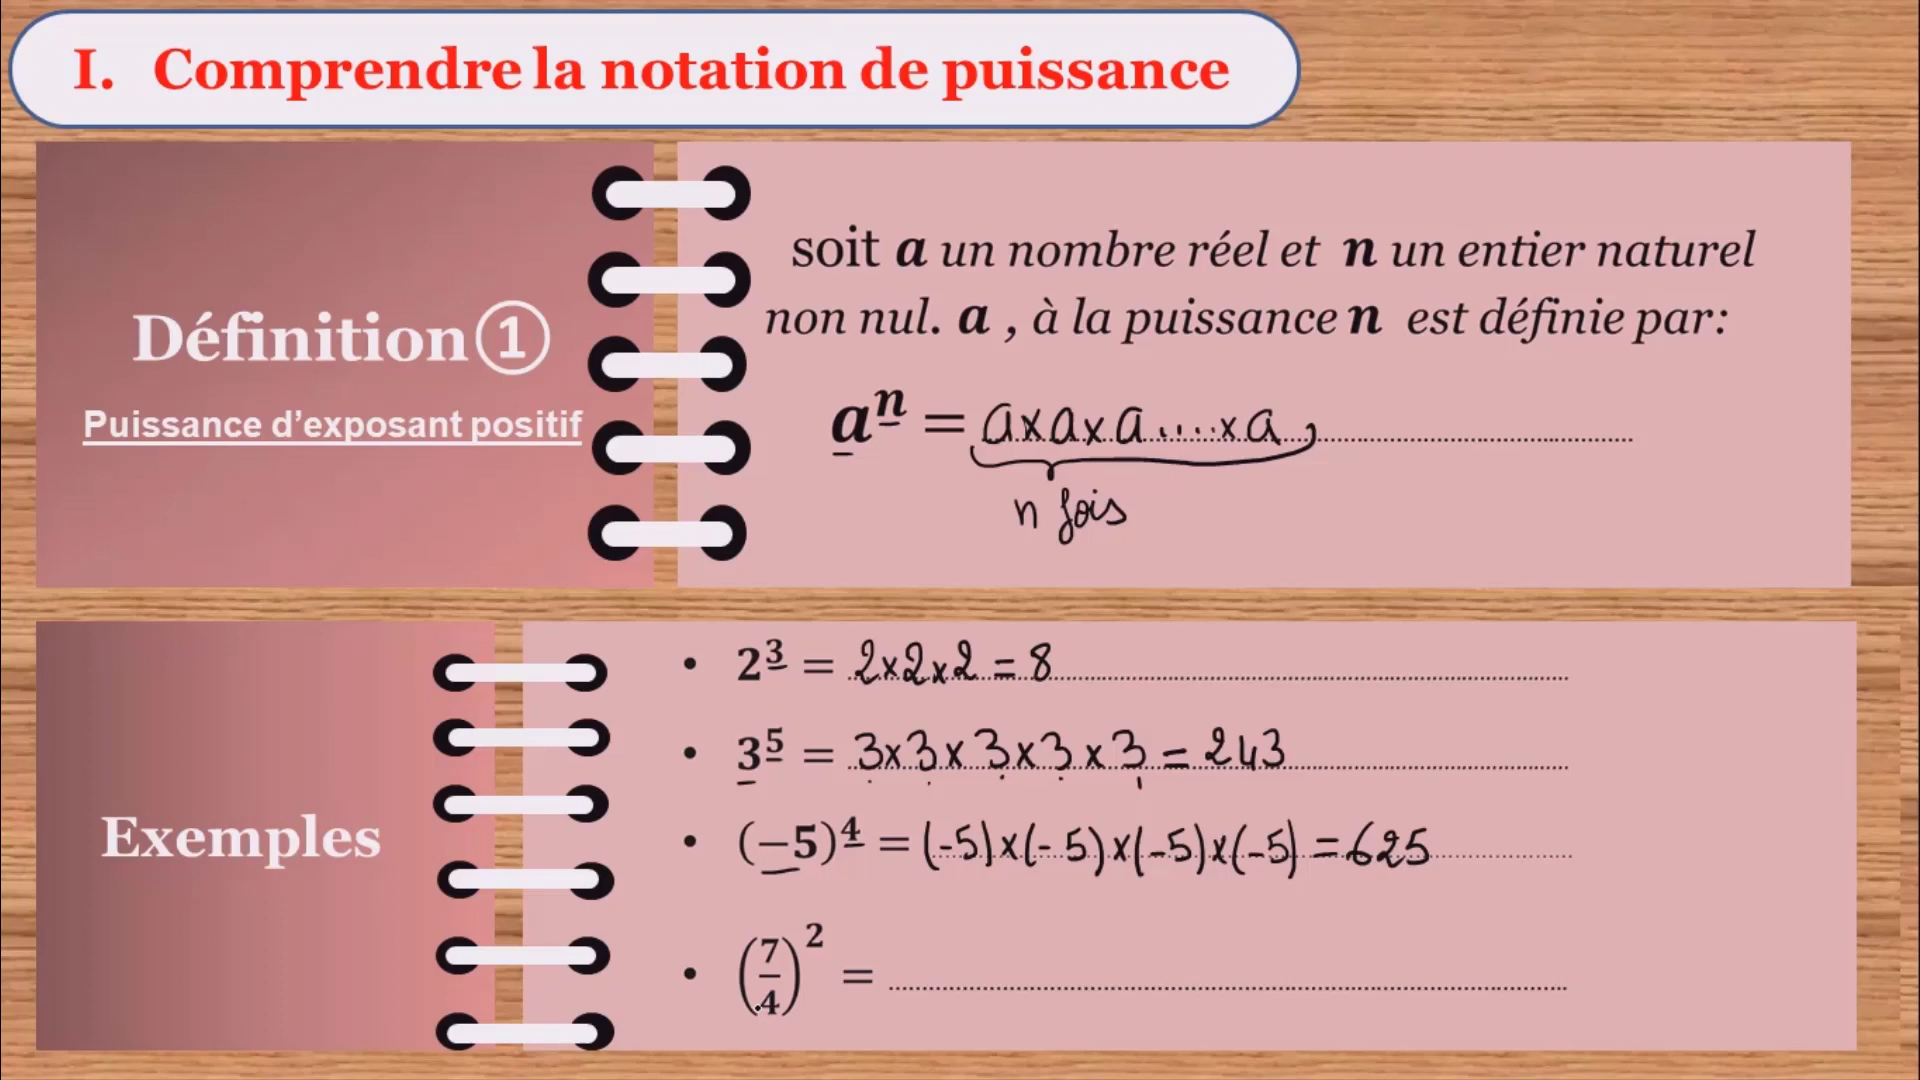 I. Comprendre la notation de puissance
Définition①
Puissance d'exposant positif
soit a un nombre réel et n un entier naturel
non nul. a , à la puissance n est définie par:
aⁿ = a×a×a....×a
n fois
Exemples
• 2³ = 2×2×2 = 8
• 3⁵ = 3×3×3×3×3 = 243
• (−5)⁴ = (-5)×(-5)×(-5)×(-5) = 625
• (7/4)² =